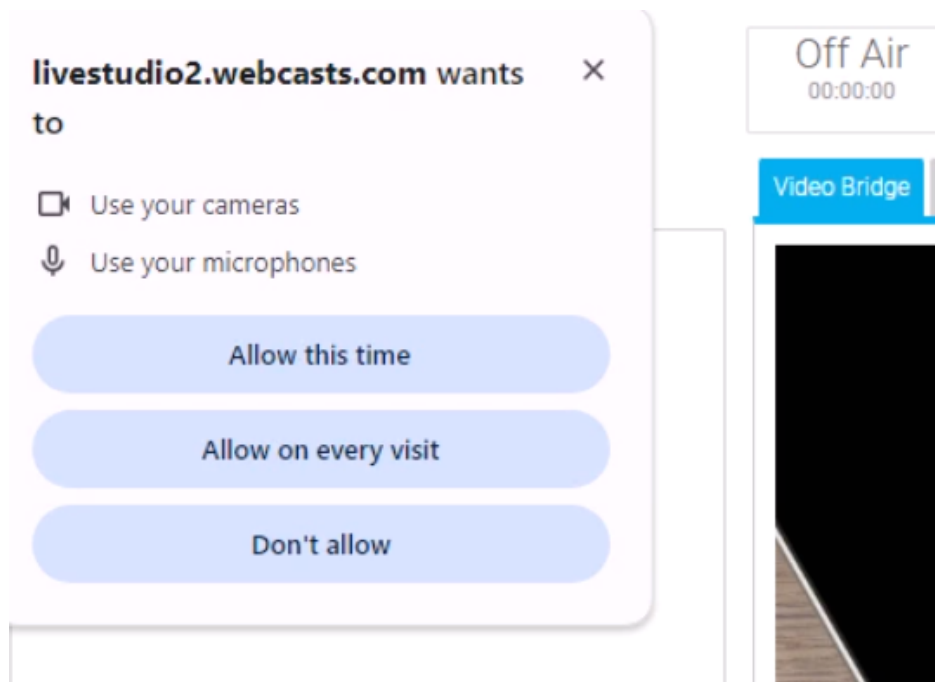 livestudio2.webcasts.com wants
to
Use your cameras
Use your microphones
Allow this time
Allow on every visit
Don't allow
Off Air
00:00:00
Video Bridge